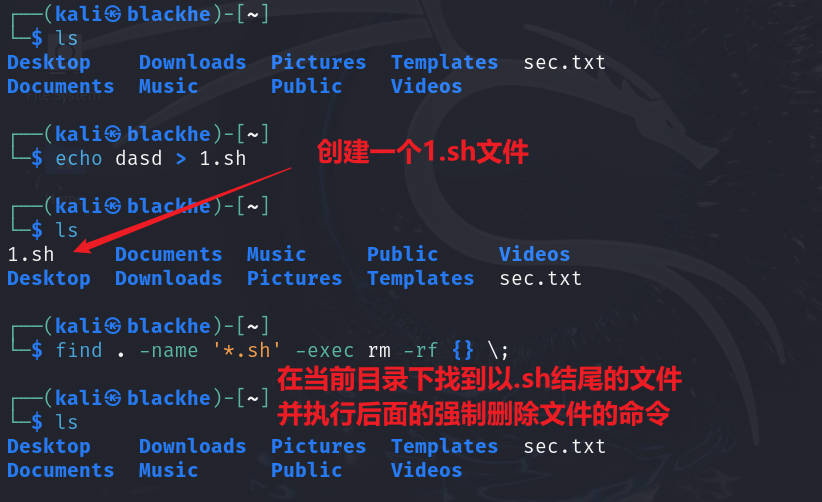 ┌──(kali㉿blackhe)-[~]
└─$ ls
Desktop Downloads Pictures Templates sec.txt
Documents Music Public Videos
┌──(kali㉿blackhe)-[~]
└─$ echo dasd > 1.sh
创建一个1.sh文件
┌──(kali㉿blackhe)-[~]
└─$ ls
1.sh Documents Music Public Videos
Desktop Downloads Pictures Templates sec.txt
┌──(kali㉿blackhe)-[~]
└─$ find . -name '*.sh' -exec rm -rf {} \;
在当前目录下找到以.sh结尾的文件
并执行后面的强制删除文件的命令
┌──(kali㉿blackhe)-[~]
└─$ ls
Desktop Downloads Pictures Templates sec.txt
Documents Music Public Videos